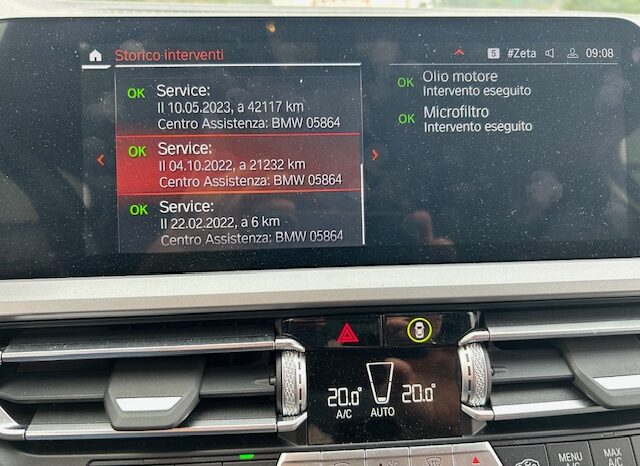 Storico interventi
5 #Zeta 09:08
OK Service:
Il 10.05.2023, a 42117 km
Centro Assistenza: BMW 05864
OK Service:
Il 04.10.2022, a 21232 km
Centro Assistenza: BMW 05864
OK Service:
Il 22.02.2022, a 6 km
Centro Assistenza: BMW 05864
OK Olio motore
Intervento eseguito
OK Microfiltro
Intervento eseguito
20.0° 20.0°
A/C AUTO
MENU
A/C
MAX
A/C